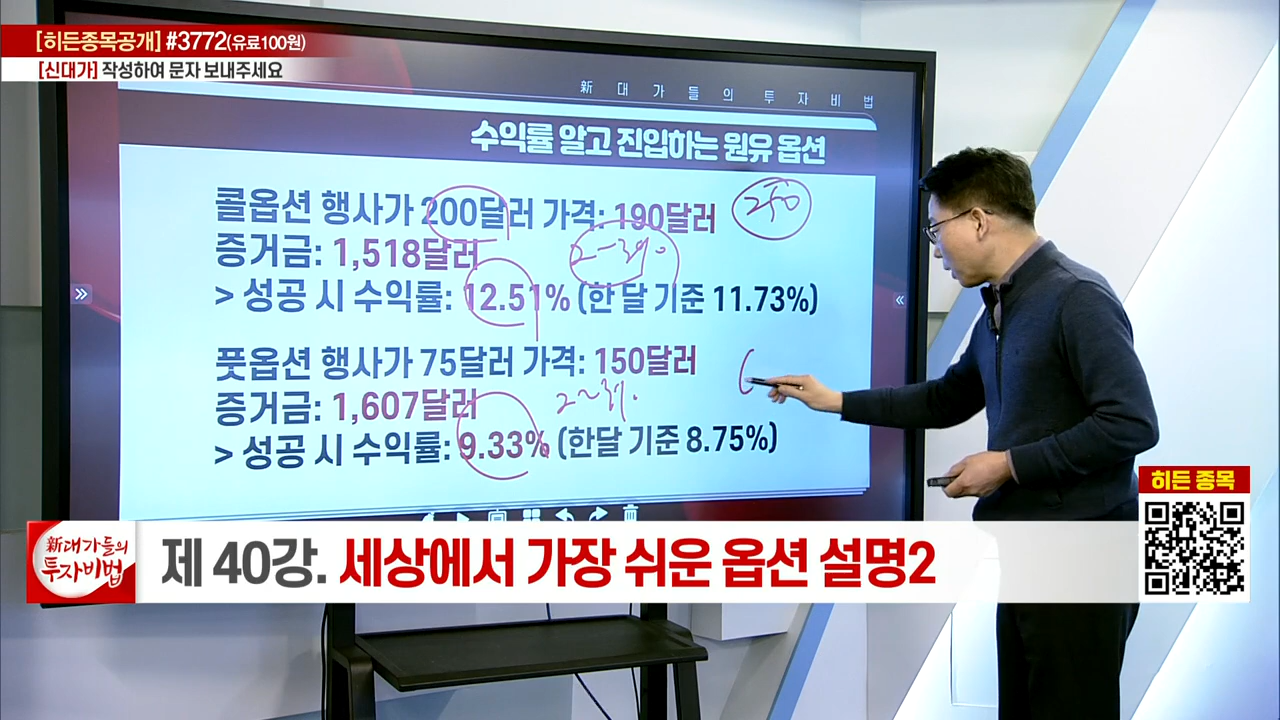 [히든종목공개] #3772(유료100원)
[신대가] 작성하여 문자 보내주세요
新 대 가 들 의 투 자 비 법
수익률 알고 진입하는 원유 옵션
콜옵션 행사가 200달러 가격: 190달러
250
증거금: 1,518달러
2~3%
> 성공 시 수익률: 12.51% (한 달 기준 11.73%)
풋옵션 행사가 75달러 가격: 150달러
증거금: 1,607달러
2~3%.
> 성공 시 수익률: 9.33% (한달 기준 8.75%)
히든 종목
新대가들의
투자비법
제 40강. 세상에서 가장 쉬운 옵션 설명2